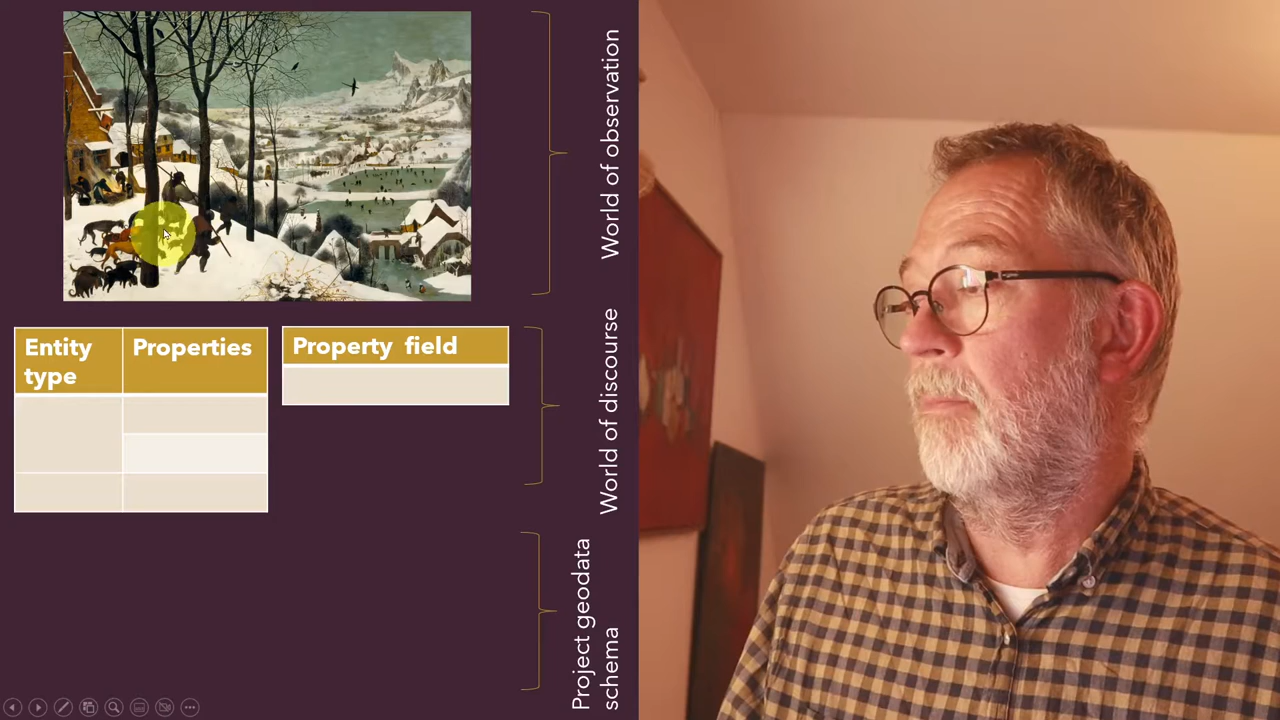 World of observation
Entity
type
Properties
Property field
World of discourse
Project geodata
schema